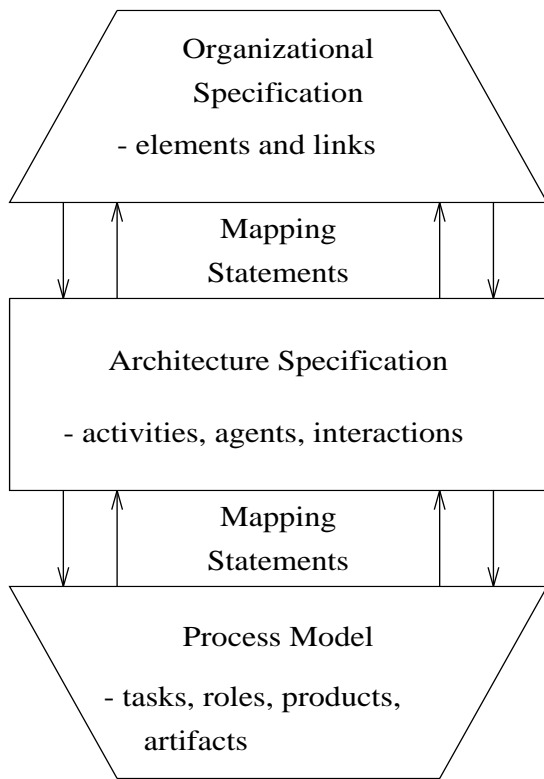 Organizational
Specification
- elements and links
Mapping
Statements
Architecture Specification
- activities, agents, interactions
Mapping
Statements
Process Model
- tasks, roles, products,
artifacts